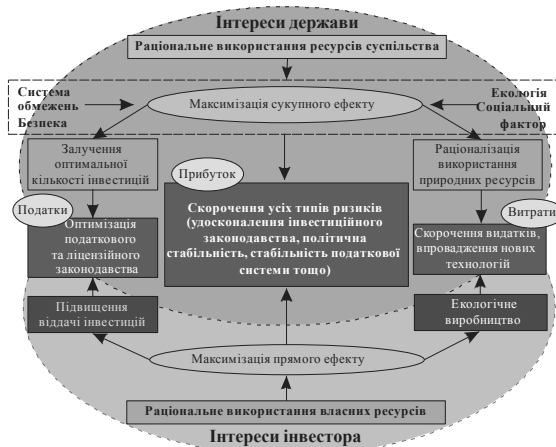 Інтереси держави
Раціональне використання ресурсів суспільства
Система
обмежень
Безпека
Максимізація сукупного ефекту
Екологія
Соціальний
фактор
Залучення
оптимальної
кількості інвестицій
Прибуток
Раціоналізація
використання
природних ресурсів
Податки
Скорочення усіх типів ризиків
(удосконалення інвестиційного
законодавства, політична
стабільність, стабільність податкової
системи тощо)
Витрати
Оптимізація
податкового
та ліцензійного
законодавства
Скорочення видатків,
впровадження нових
технологій
Підвищення
віддачі інвестицій
Екологічне
виробництво
Максимізація прямого ефекту
Раціональне використання власних ресурсів
Інтереси інвестора